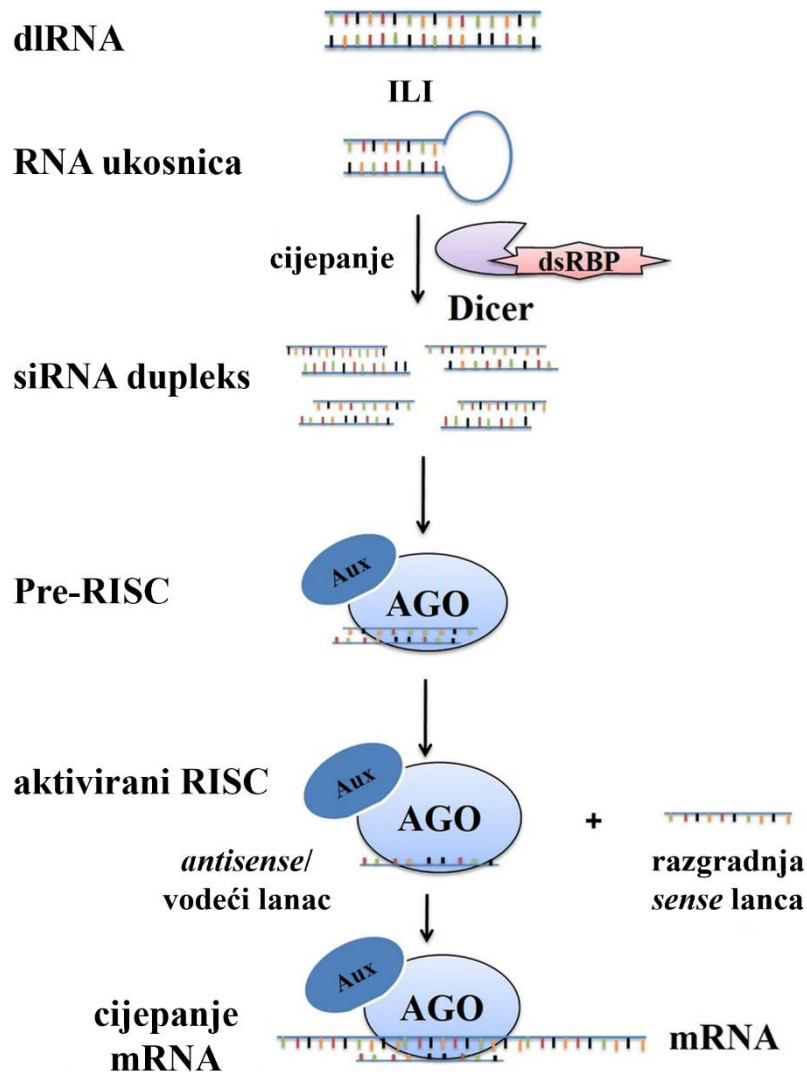 dlRNA
ILI
RNA ukosnica
cijepanje
dsRBP
Dicer
siRNA dupleks
Aux
AGO
Pre-RISC
Aux
AGO
aktivirani RISC
+
antisense/
vodeći lanac
razgradnja
sense lanca
Aux
AGO
cijepanje
mRNA
mRNA